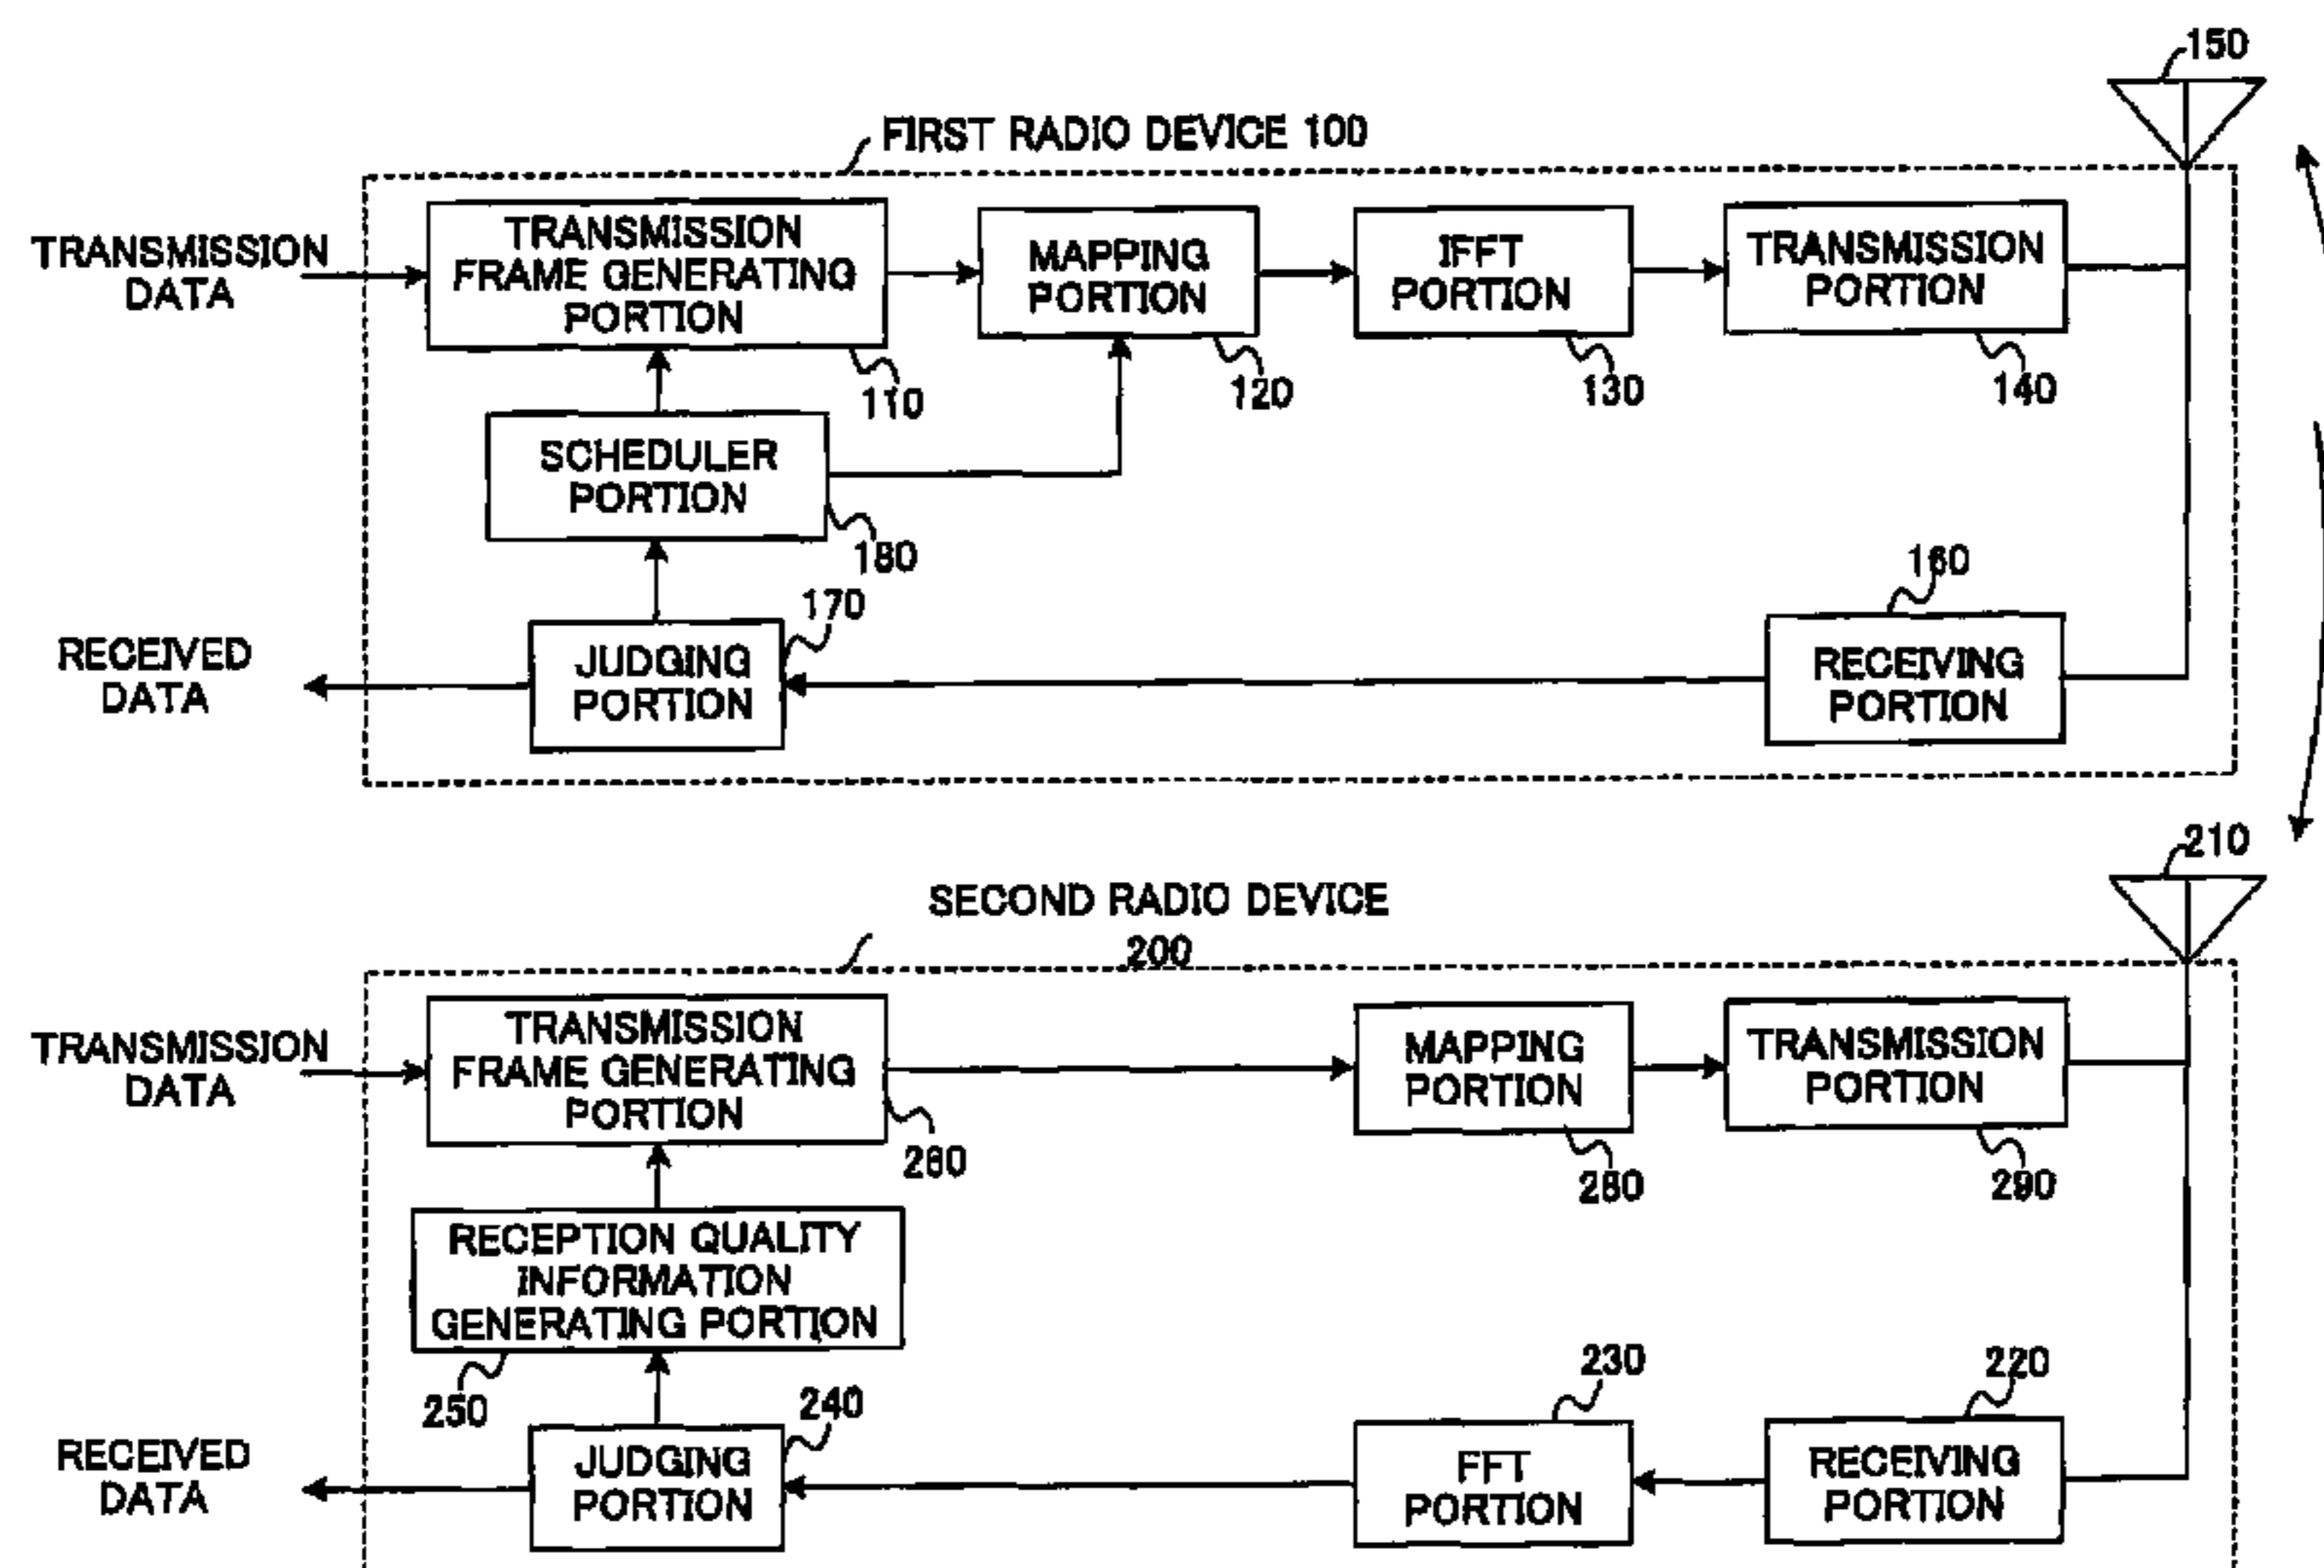 150
FIRST RADIO DEVICE 100
TRANSMISSION
DATA
TRANSMISSION
FRAME GENERATING
PORTION
MAPPING
PORTION
IFFT
PORTION
TRANSMISSION
PORTION
110
120
130
140
SCHEDULER
PORTION
180
160
170
RECEIVED
DATA
JUDGING
PORTION
RECEIVING
PORTION
210
SECOND RADIO DEVICE
200
TRANSMISSION
DATA
TRANSMISSION
FRAME GENERATING
PORTION
MAPPING
PORTION
TRANSMISSION
PORTION
260
280
290
RECEPTION QUALITY
INFORMATION
GENERATING PORTION
250
240
230
220
RECEIVED
DATA
JUDGING
PORTION
FFT
PORTION
RECEIVING
PORTION